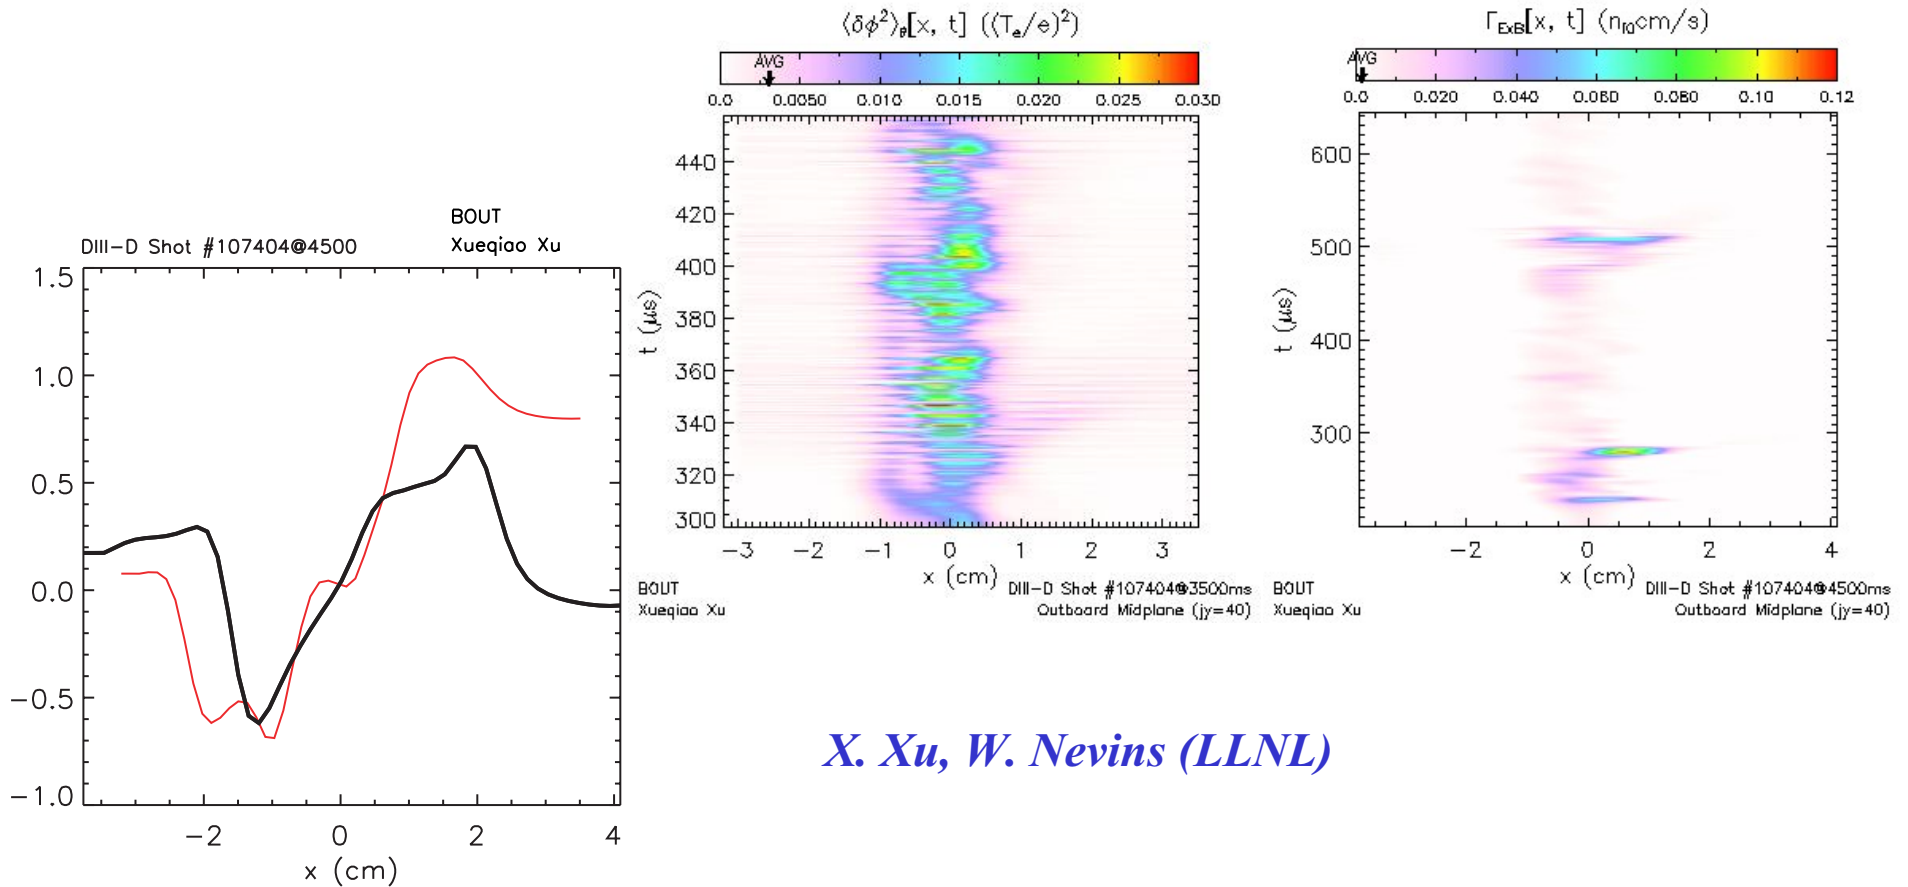 BOUT
DIII-D Shot #107404@4500
Xueqiao Xu
1.5
1.0
0.5
0.0
-0.5
-1.0
-2 0 2 4
x (cm)
⟨δφ²⟩θ[x, t] (⟨Te/e⟩²)
AVG
0.0 0.0050 0.010 0.015 0.020 0.025 0.030
440
420
400
380
360
340
320
300
t (μs)
-3 -2 -1 0 1 2 3
x (cm)
BOUT
DIII-D Shot #107404@3500ms
Xueqiao Xu
Outboard Midplane (jy=40)
ΓExB[x, t] (ni0cm/s)
AVG
0.0 0.020 0.040 0.060 0.080 0.10 0.12
600
500
400
300
t (μs)
-2 0 2 4
x (cm)
BOUT
DIII-D Shot #107404@4500ms
Xueqiao Xu
Outboard Midplane (jy=40)
X. Xu, W. Nevins (LLNL)